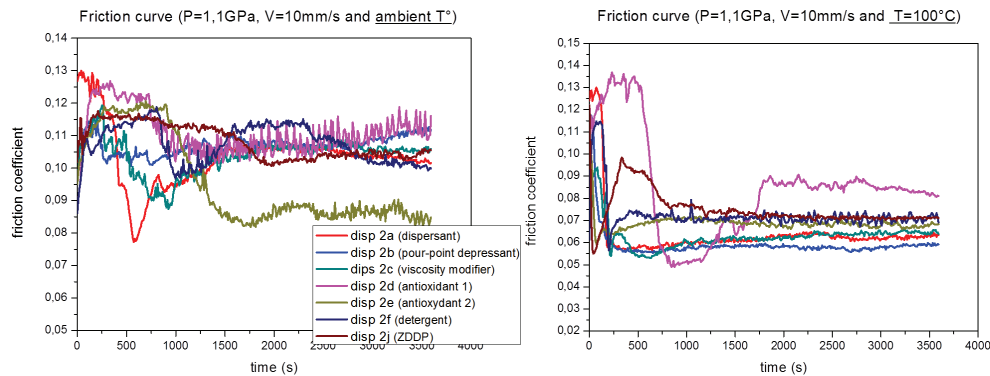 Friction curve (P=1,1GPa, V=10mm/s and ambient T°)
0,14
0,13
0,12
0,11
0,10
0,09
0,08
0,07
0,06
0,05
friction coefficient
0 500 1000 1500 2000 2500 3000 3500 4000
time (s)
disp 2a (dispersant)
disp 2b (pour-point depressant)
dips 2c (viscosity modifier)
disp 2d (antioxidant 1)
disp 2e (antioxydant 2)
disp 2f (detergent)
disp 2j (ZDDP)
Friction curve (P=1,1GPa, V=10mm/s and T=100°C)
0,15
0,14
0,13
0,12
0,11
0,10
0,09
0,08
0,07
0,06
0,05
0,04
0,03
0,02
friction coefficient
0 500 1000 1500 2000 2500 3000 3500 4000
time (s)